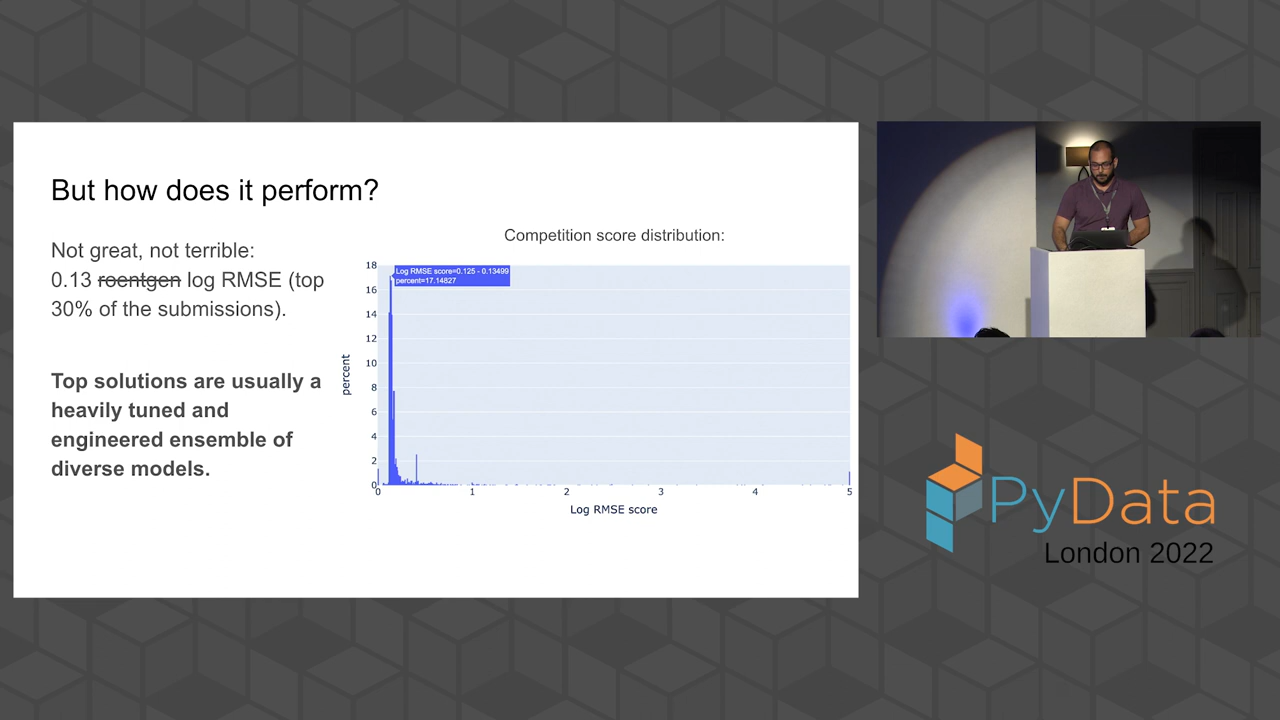 But how does it perform?
Not great, not terrible:
0.13 roentgen log RMSE (top
30% of the submissions).
Top solutions are usually a
heavily tuned and
engineered ensemble of
diverse models.
Competition score distribution:
Log RMSE score=0.125 - 0.13499
percent=17.14827
18
16
14
12
10
8
6
4
2
0
percent
0 1 2 3 4 5
Log RMSE score
PyData
London 2022